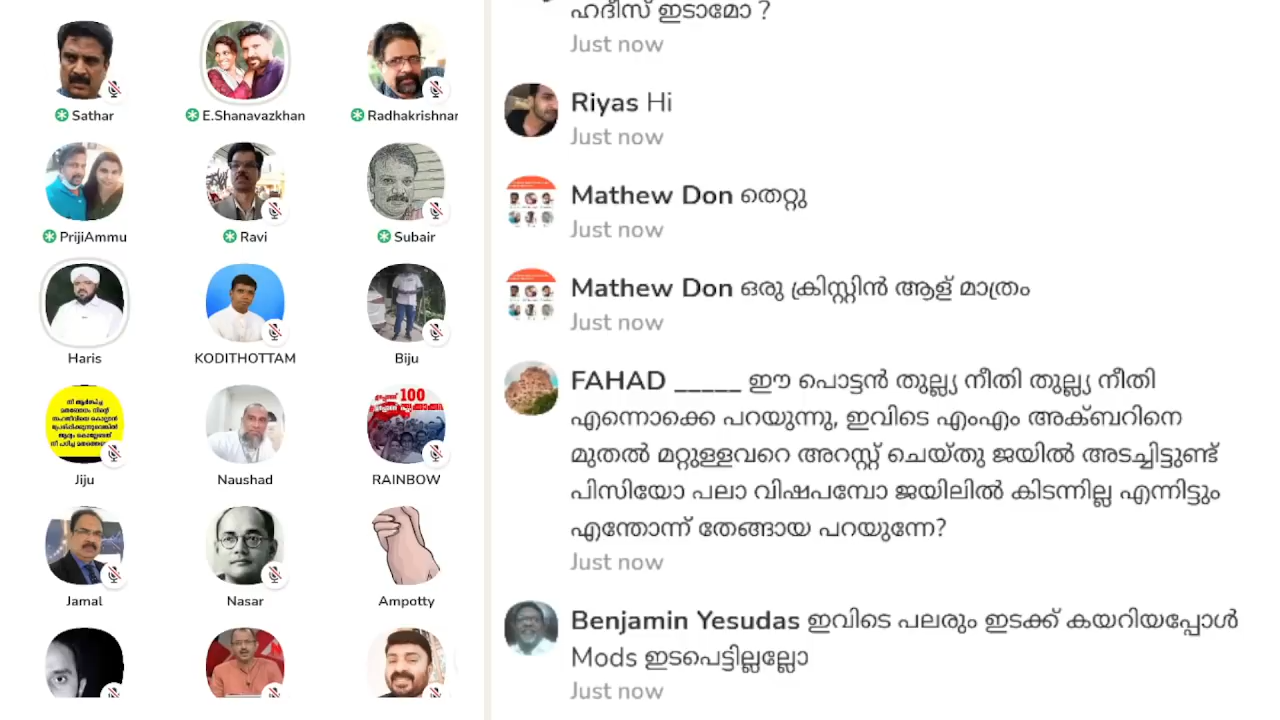 Sathar
E.Shanavazkhan
Radhakrishnar
PrijiAmmu
Ravi
Subair
Haris
KODITHOTTAM
Biju
Jiju
Naushad
100
RAINBOW
Jamal
Nasar
Ampotty
ഹദീസ് ഇടാമോ ?
Just now
Riyas Hi
Just now
Mathew Don തെറ്റു
Just now
Mathew Don ഒരു ക്രിസ്റ്റിൻ ആള് മാത്രം
Just now
FAHAD _____ ഈ പൊട്ടൻ തുല്ല്യ നീതി തുല്ല്യ നീതി
എന്നൊക്കെ പറയുന്നു, ഇവിടെ എംഎം അക്ബറിനെ
മുതൽ മറ്റുള്ളവറെ അറസ്റ്റ് ചെയ്തു ജയിൽ അടച്ചിട്ടുണ്ട്
പിസിയോ പലാ വിഷപമ്പോ ജയിലിൽ കിടന്നില്ല എന്നിട്ടും
എന്തോന്ന് തേങ്ങായ പറയുന്നേ?
Just now
Benjamin Yesudas ഇവിടെ പലരും ഇടക്ക് കയറിയപ്പോൾ
Mods ഇടപെട്ടില്ലല്ലോ
Just now